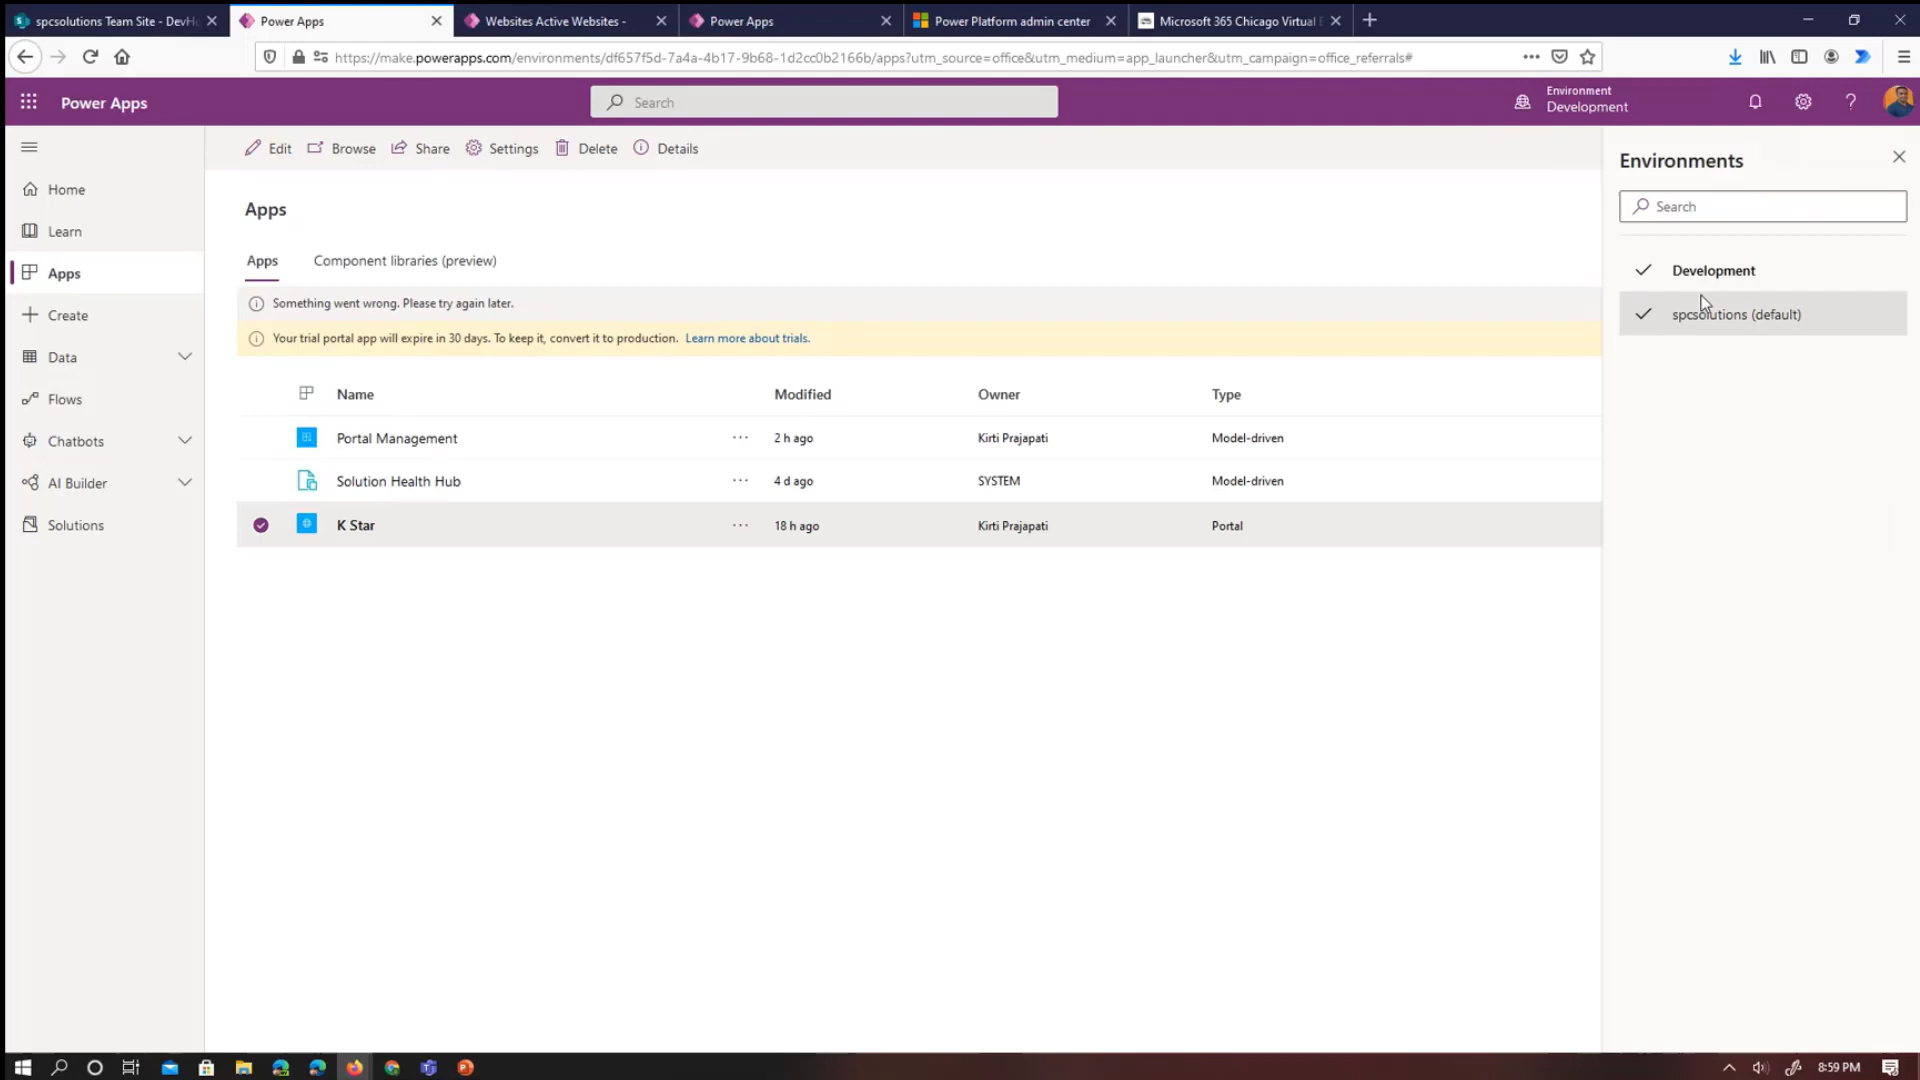 spcsolutions Team Site - DevH
Power Apps
Websites Active Websites -
Power Apps
Power Platform admin center
Microsoft 365 Chicago Virtual
https://make.powerapps.com/environments/df657f5d-7a4a-4b17-9b68-1d2cc0b2166b/apps?utm_source=office&utm_medium=app_launcher&utm_campaign=office_referrals#
Power Apps
Search
Environment
Development
Edit
Browse
Share
Settings
Delete
Details
Home
Learn
Apps
Create
Data
Flows
Chatbots
AI Builder
Solutions
Apps
Apps
Component libraries (preview)
Something went wrong. Please try again later.
Your trial portal app will expire in 30 days. To keep it, convert it to production. Learn more about trials.
Name Modified Owner Type
Portal Management ··· 2 h ago Kirti Prajapati Model-driven
Solution Health Hub ··· 4 d ago SYSTEM Model-driven
K Star ··· 18 h ago Kirti Prajapati Portal
Environments
Search
Development
spcsolutions (default)
8:59 PM